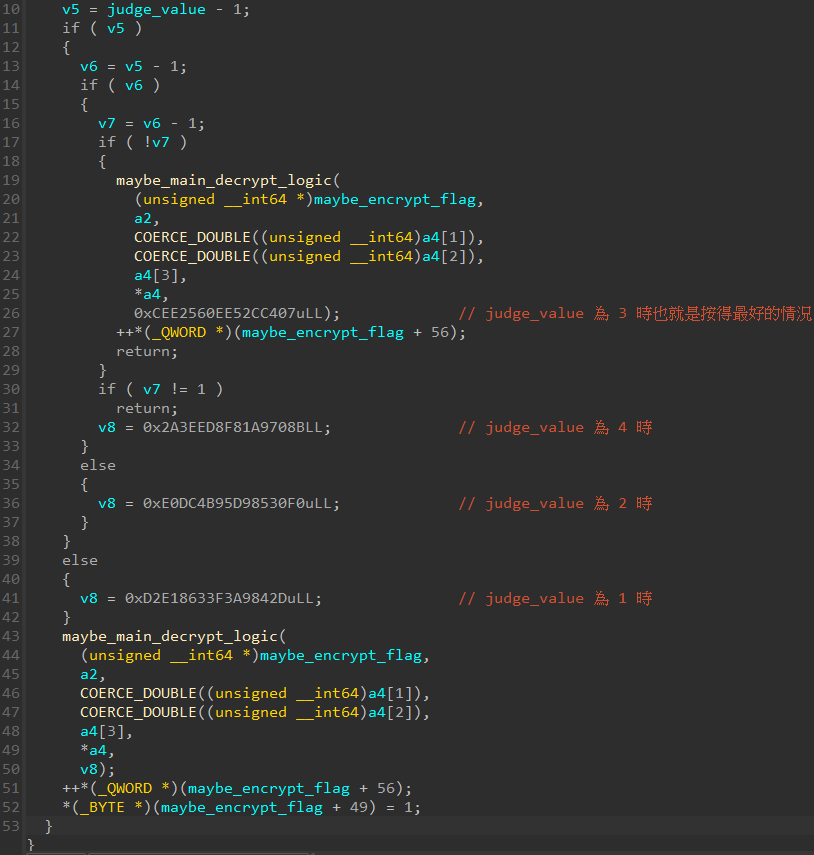 10 v5 = judge_value - 1;
11 if ( v5 )
12 {
13 v6 = v5 - 1;
14 if ( v6 )
15 {
16 v7 = v6 - 1;
17 if ( !v7 )
18 {
19 maybe_main_decrypt_logic(
20 (unsigned __int64 *)maybe_encrypt_flag,
21 a2,
22 COERCE_DOUBLE((unsigned __int64)a4[1]),
23 COERCE_DOUBLE((unsigned __int64)a4[2]),
24 a4[3],
25 *a4,
26 0xCEE2560EE52CC407uLL); // judge_value 為 3 時也就是按得最好的情況
27 ++*(_QWORD *)(maybe_encrypt_flag + 56);
28 return;
29 }
30 if ( v7 != 1 )
31 return;
32 v8 = 0x2A3EED8F81A9708BLL; // judge_value 為 4 時
33 }
34 else
35 {
36 v8 = 0xE0DC4B95D98530F0uLL; // judge_value 為 2 時
37 }
38 }
39 else
40 {
41 v8 = 0xD2E18633F3A9842DuLL; // judge_value 為 1 時
42 }
43 maybe_main_decrypt_logic(
44 (unsigned __int64 *)maybe_encrypt_flag,
45 a2,
46 COERCE_DOUBLE((unsigned __int64)a4[1]),
47 COERCE_DOUBLE((unsigned __int64)a4[2]),
48 a4[3],
49 *a4,
50 v8);
51 ++*(_QWORD *)(maybe_encrypt_flag + 56);
52 *(_BYTE *)(maybe_encrypt_flag + 49) = 1;
53 }
}